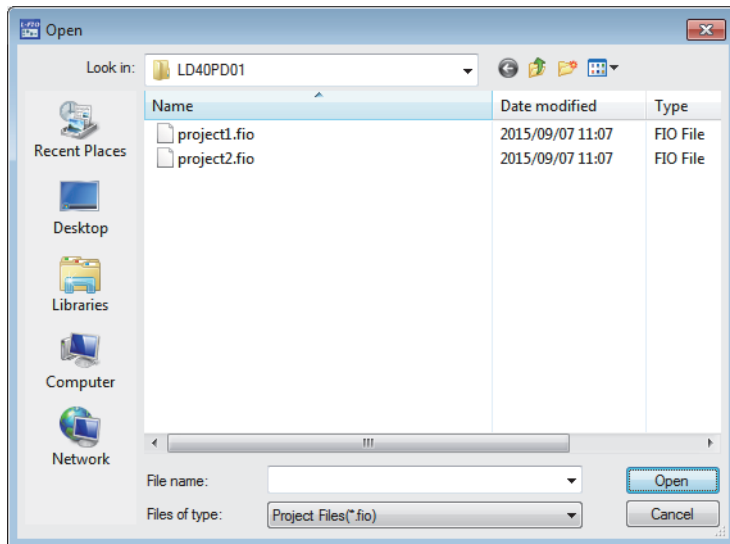 Open
Look in: LD40PD01
Name Date modified Type
project1.fio 2015/09/07 11:07 FIO File
project2.fio 2015/09/07 11:07 FIO File
Recent Places
Desktop
Libraries
Computer
Network
File name: Open
Files of type: Project Files(*.fio) Cancel